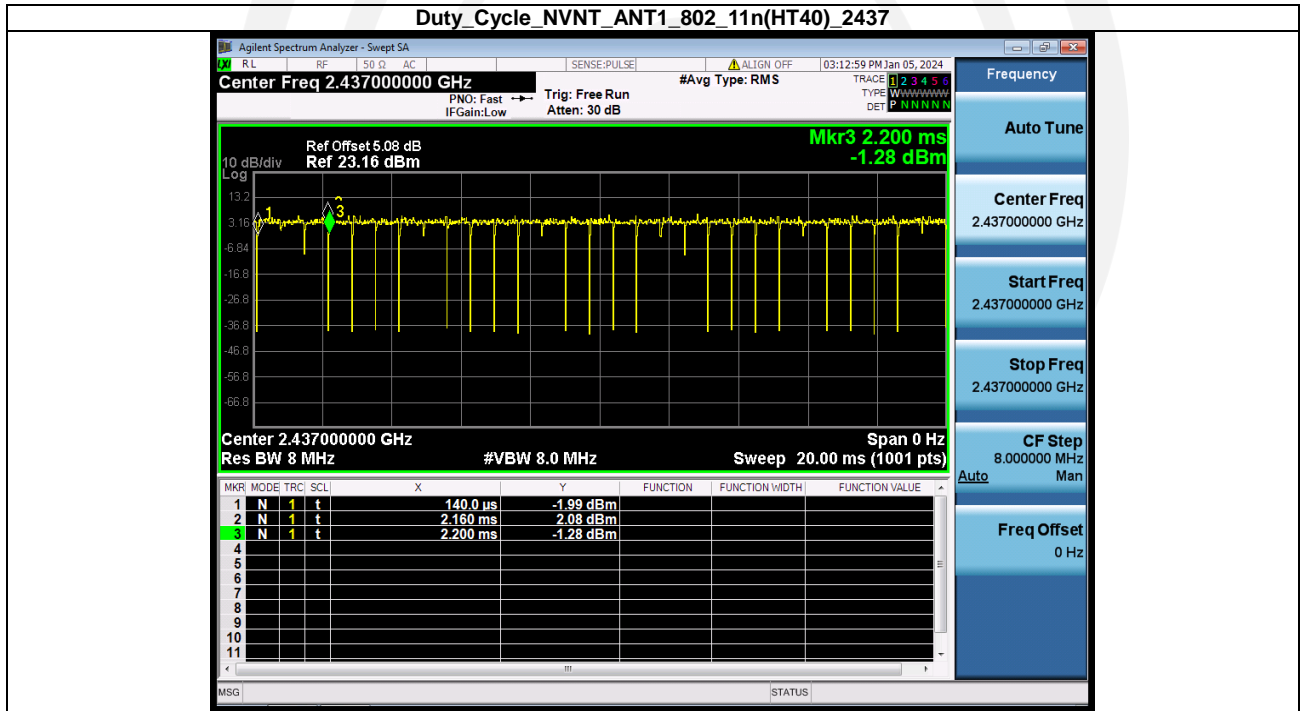 Duty_Cycle_NVNT_ANT1_802_11n(HT40)_2437
Agilent Spectrum Analyzer - Swept SA
LXI RL RF 50 Ω AC SENSE:PULSE ALIGN OFF 03:12:59 PM Jan 05, 2024
Center Freq 2.437000000 GHz #Avg Type: RMS TRACE 1 2 3 4 5 6
PNO: Fast Trig: Free Run TYPE WWWWWW
IFGain:Low Atten: 30 dB DET P N N N N N
Mkr3 2.200 ms
Ref Offset 5.08 dB
10 dB/div Ref 23.16 dBm -1.28 dBm
Log
13.2
3.16
-6.84
-16.8
-26.8
-36.8
-46.8
-56.8
-66.8
1
3
Center 2.437000000 GHz Span 0 Hz
Res BW 8 MHz #VBW 8.0 MHz Sweep 20.00 ms (1001 pts)
MKR MODE TRC SCL X Y FUNCTION FUNCTION WIDTH FUNCTION VALUE
1 N 1 t 140.0 µs -1.99 dBm
2 N 1 t 2.160 ms 2.08 dBm
3 N 1 t 2.200 ms -1.28 dBm
4
5
6
7
8
9
10
11
MSG STATUS
Frequency
Auto Tune
Center Freq
2.437000000 GHz
Start Freq
2.437000000 GHz
Stop Freq
2.437000000 GHz
CF Step
8.000000 MHz
Auto Man
Freq Offset
0 Hz